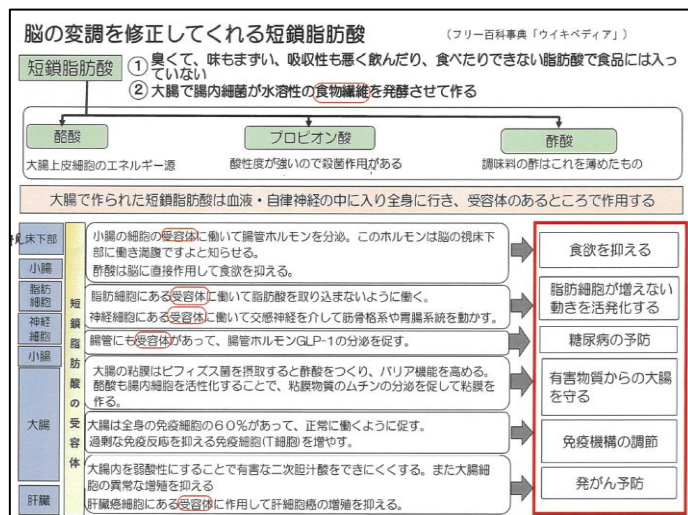 脳の変調を修正してくれる短鎖脂肪酸
（フリー百科事典「ウイキペディア」）
短鎖脂肪酸
① 臭くて、味もまずい、吸収性も悪く飲んだり、食べたりできない脂肪酸で食品には入っ
ていない
② 大腸で腸内細菌が水溶性の食物繊維を発酵させて作る
酪酸
プロピオン酸
酢酸
大腸上皮細胞のエネルギー源
酸性度が強いので殺菌作用がある
調味料の酢はこれを薄めたもの
大腸で作られた短鎖脂肪酸は血液・自律神経の中に入り全身に行き、受容体のあるところで作用する
床下部
小腸
脂肪
細胞
神経
細胞
小腸
大腸
肝臓
短鎖脂肪酸の受容体
小腸の細胞の受容体に働いて腸管ホルモンを分泌。このホルモンは脳の視床下
部に働き満腹ですよと知らせる。
酢酸は脳に直接作用して食欲を抑える。
食欲を抑える
脂肪細胞にある受容体に働いて脂肪酸を取り込まないように働く。
神経細胞にある受容体に働いて交感神経を介して筋骨格系や胃腸系統を動かす。
脂肪細胞が増えない
動きを活発化する
腸管にも受容体があって、腸管ホルモンGLP-1の分泌を促す。
糖尿病の予防
大腸の粘膜はビフィズス菌を摂取すると酢酸をつくり、バリア機能を高める。
酪酸も腸内細菌を活性化することで、粘膜物質のムチンの分泌を促して粘膜を
作る。
有害物質からの大腸
を守る
大腸は全身の免疫細胞の６０％があって、正常に働くように促す。
過剰な免疫反応を抑える免疫細胞(T細胞)を増やす。
免疫機構の調節
大腸内を弱酸性にすることで有害な二次胆汁酸をできにくくする。また大腸細
胞の異常な増殖を抑える
肝臓癌細胞にある受容体に作用して肝細胞癌の増殖を抑える。
発がん予防